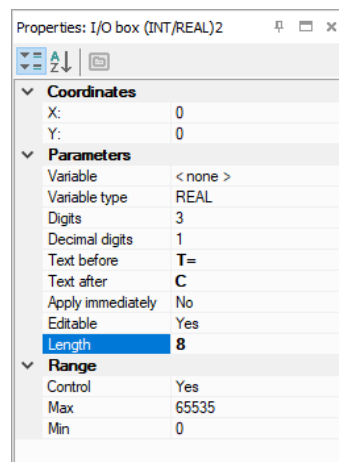 Properties: I/O box (INT/REAL)2
Coordinates
X: 0
Y: 0
Parameters
Variable < none >
Variable type REAL
Digits 3
Decimal digits 1
Text before T=
Text after C
Apply immediately No
Editable Yes
Length 8
Range
Control Yes
Max 65535
Min 0